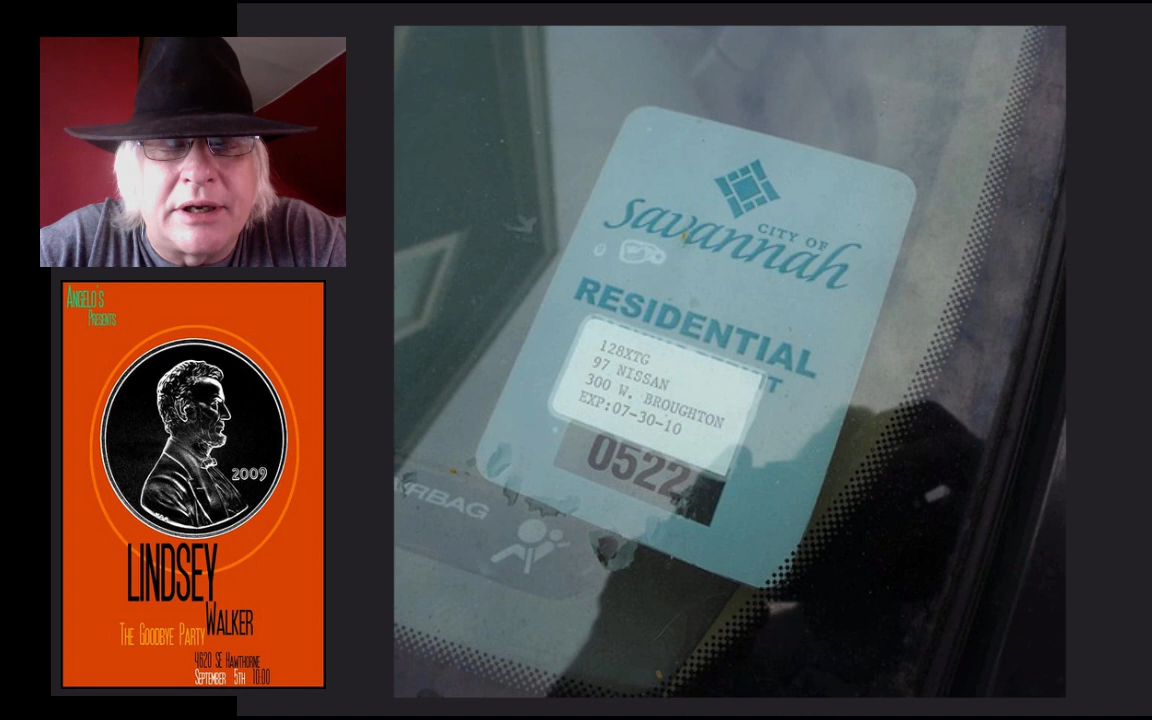 ANGELO'S
PRESENTS
2009
LINDSEY
WALKER
THE GOODBYE PARTY
4620 SE HAWTHORNE
SEPTEMBER 5TH 10:00
CITY OF
Savannah
RESIDENTIAL
128XTG
97 NISSAN
300 W. BROUGHTON
EXP:07-30-10
0522
AIRBAG